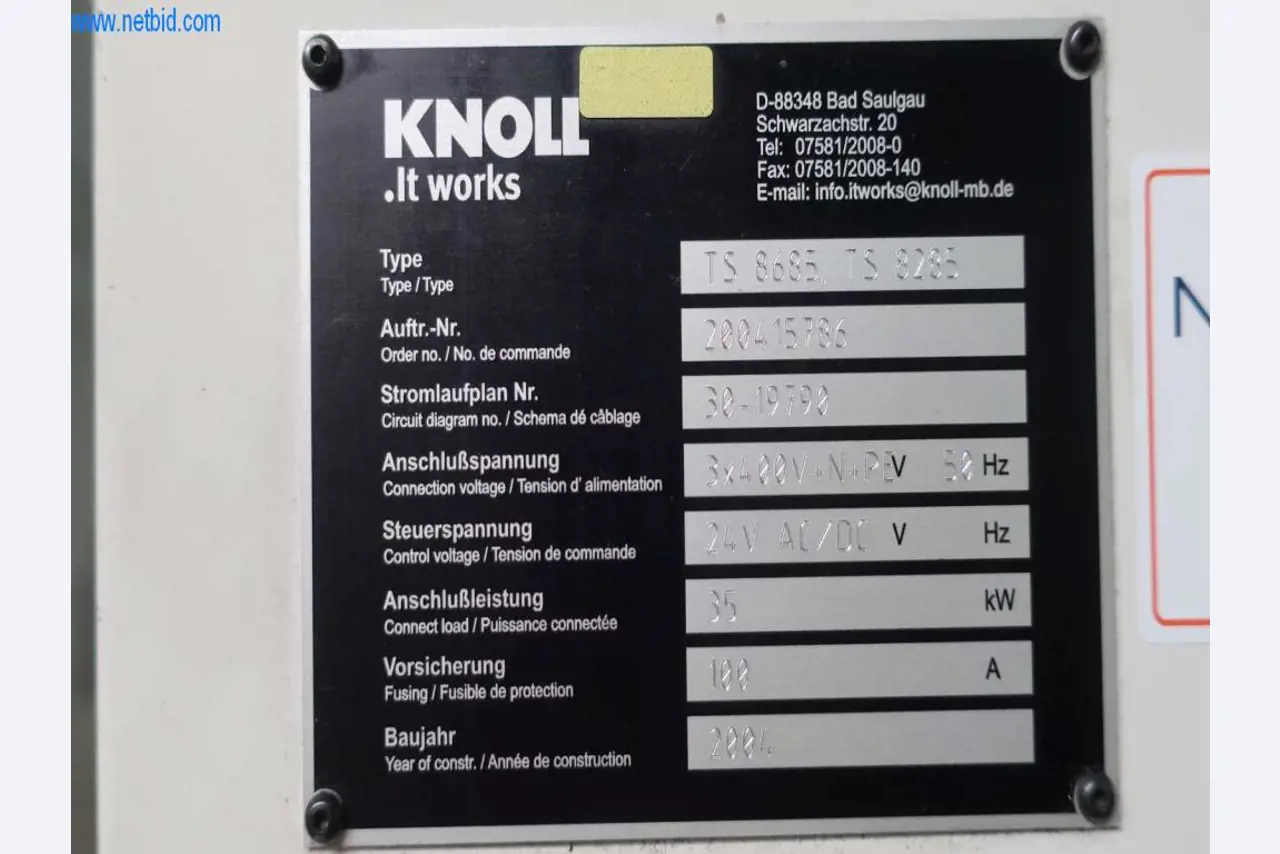 www.netbid.com
KNOLL
.It works
D-88348 Bad Saulgau
Schwarzachstr. 20
Tel: 07581/2008-0
Fax: 07581/2008-140
E-mail: info.itworks@knoll-mb.de
Type TS 8685, TS 8285
Type / Type
Auftr.-Nr. 200415786
Order no. / No. de commande
Stromlaufplan Nr. 30-19790
Circuit diagram no. / Schema dé câblage
Anschlußspannung 3x400V+N+PE V 50 Hz
Connection voltage / Tension d' alimentation
Steuerspannung 24V AC/DC V Hz
Control voltage / Tension de commande
Anschlußleistung 35 kW
Connect load / Puissance connectée
Vorsicherung 100 A
Fusing / Fusible de protection
Baujahr 2004
Year of constr. / Année de construction
N